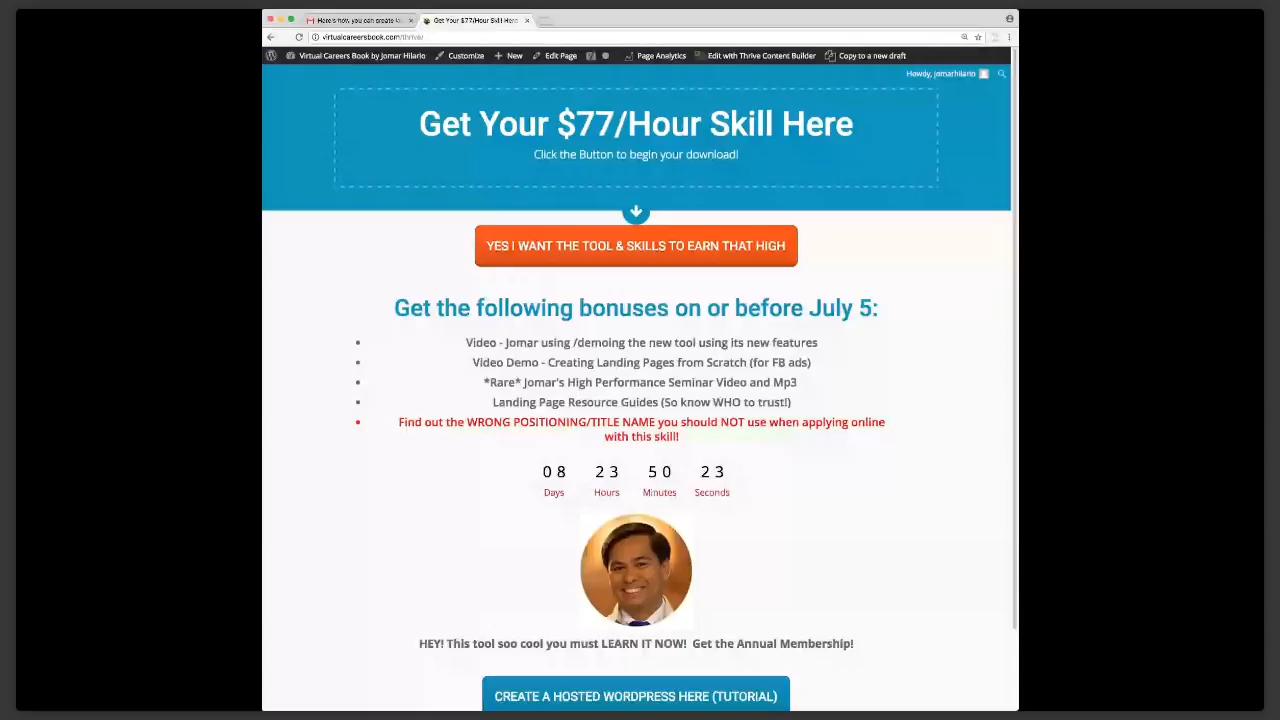 Get Your $77/Hour Skill Here
virtualcareersbook.com/thrive/
Virtual Careers Book by Jomar Hilario
Customize
New
Edit Page
Page Analytics
Edit with Thrive Content Builder
Copy to a new draft
Howdy, jomarhilario
Get Your $77/Hour Skill Here
Click the Button to begin your download!
YES I WANT THE TOOL & SKILLS TO EARN THAT HIGH
Get the following bonuses on or before July 5:
Video - Jomar using /demoing the new tool using its new features
Video Demo - Creating Landing Pages from Scratch (for FB ads)
*Rare* Jomar's High Performance Seminar Video and Mp3
Landing Page Resource Guides (So know WHO to trust!)
Find out the WRONG POSITIONING/TITLE NAME you should NOT use when applying online
with this skill!
08 23 50 23
Days Hours Minutes Seconds
HEY! This tool soo cool you must LEARN IT NOW! Get the Annual Membership!
CREATE A HOSTED WORDPRESS HERE (TUTORIAL)